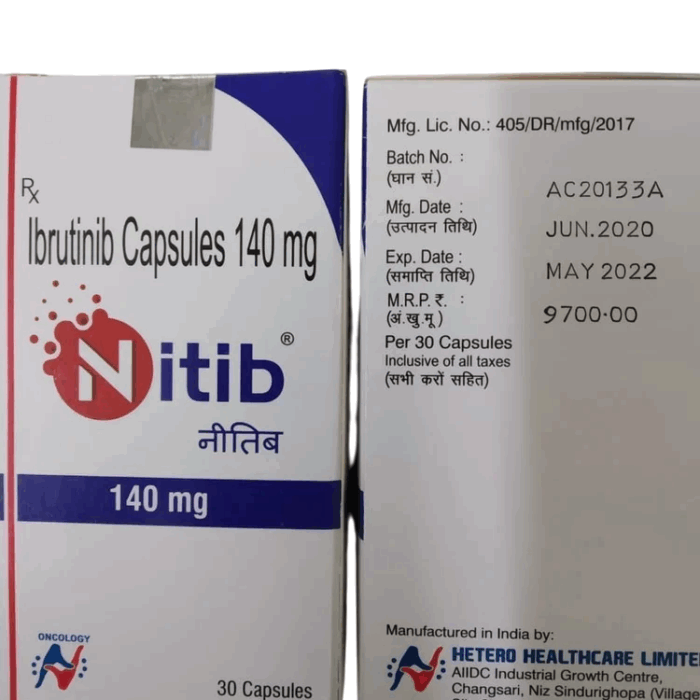 Rx
Ibrutinib Capsules 140 mg
Nitib®
नीतिब
140 mg
ONCOLOGY
30 Capsules
Mfg. Lic. No.: 405/DR/mfg/2017
Batch No. :
(घान सं.)
AC20133A
Mfg. Date :
(उत्पादन तिथि)
JUN.2020
Exp. Date :
(समाप्ति तिथि)
MAY 2022
M.R.P. ₹. :
(अं.खु.मू.)
9700.00
Per 30 Capsules
Inclusive of all taxes
(सभी करों सहित)
Manufactured in India by:
HETERO HEALTHCARE LIMITE
AIIDC Industrial Growth Centre,
Changsari, Niz Sindurighopa (Village